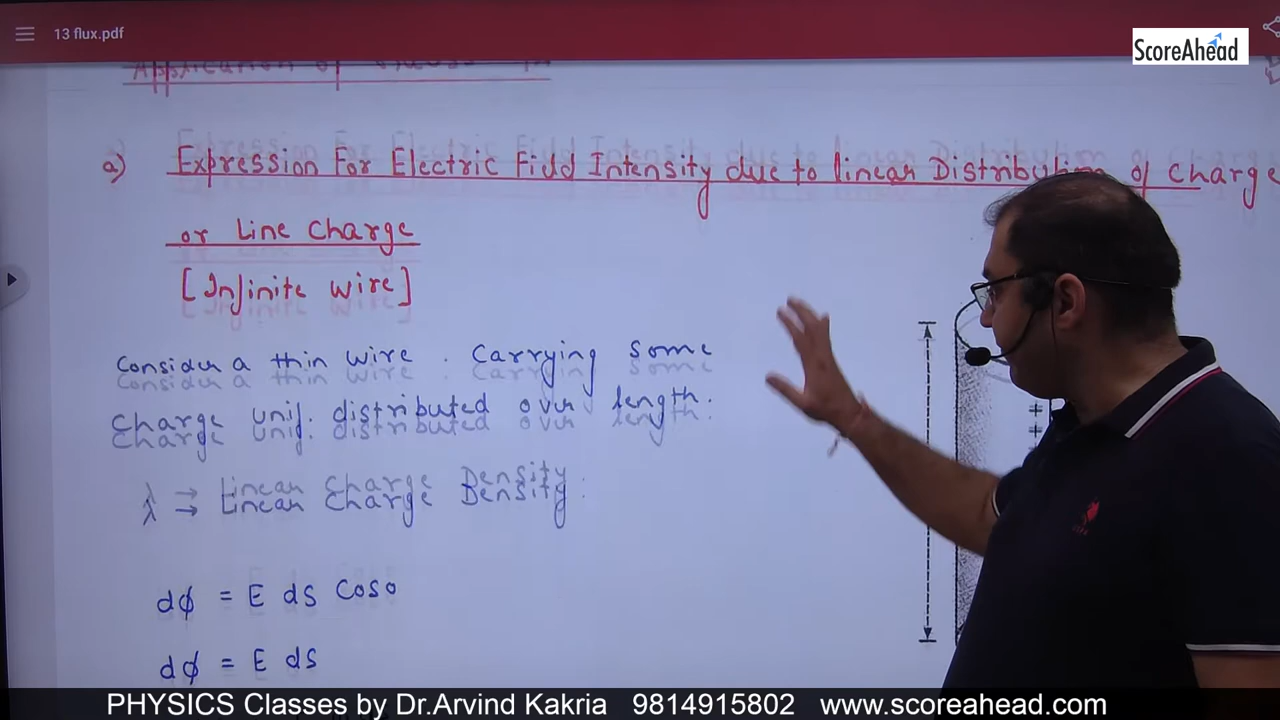 13 flux.pdf
ScoreAhead
Application of
a) Expression For Electric Field Intensity due to linear Distribution of Charge
or Line Charge
[Infinite wire]
Consider a thin wire . Carrying some
Charge unif. distributed over length.
λ → Linear Charge Density.
dϕ = E ds Cos0
dϕ = E ds
PHYSICS Classes by Dr.Arvind Kakria 9814915802 www.scoreahead.com